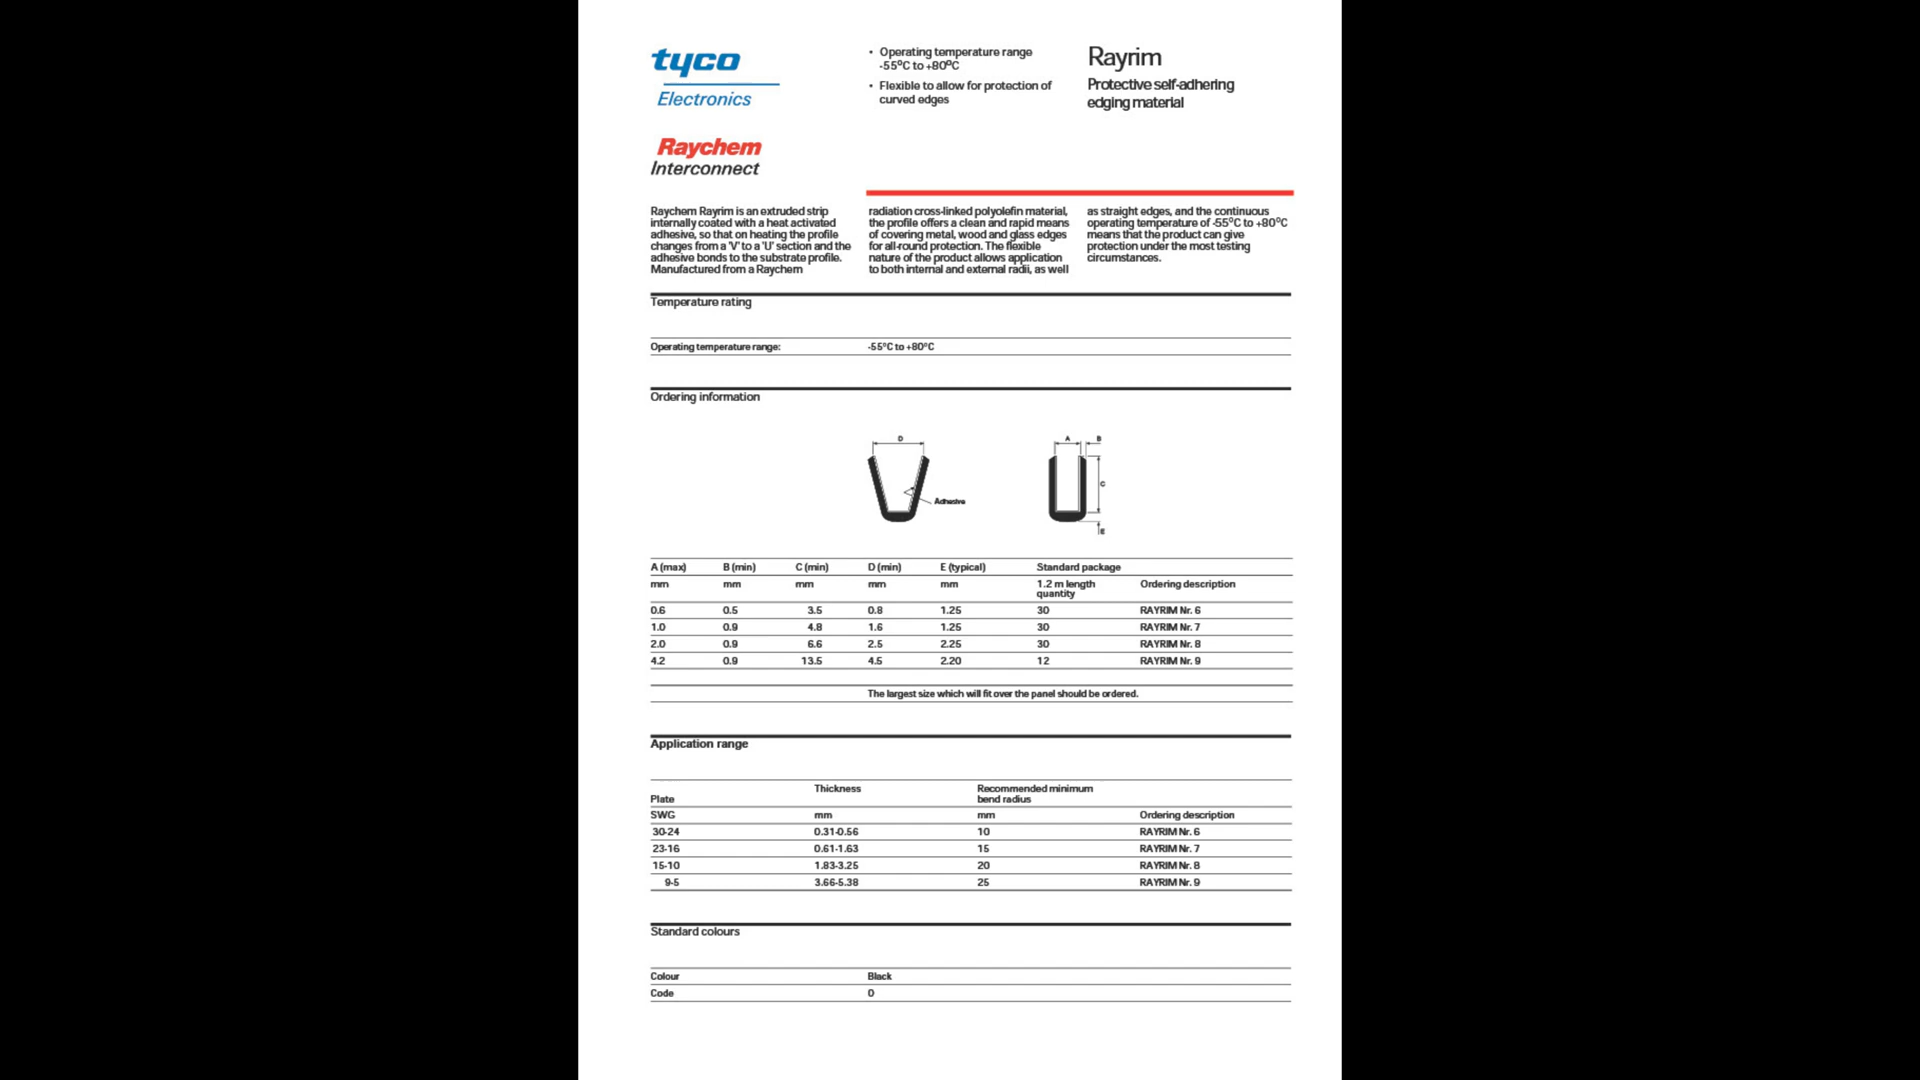 tyco
Electronics
Raychem
Interconnect
• Operating temperature range
-55°C to +80°C
• Flexible to allow for protection of
curved edges
Rayrim
Protective self-adhering
edging material
Raychem Rayrim is an extruded strip
internally coated with a heat activated
adhesive, so that on heating the profile
changes from a 'V' to a 'U' section and the
adhesive bonds to the substrate profile.
Manufactured from a Raychem
radiation cross-linked polyolefin material,
the profile offers a clean and rapid means
of covering metal, wood and glass edges
for all-round protection. The flexible
nature of the product allows application
to both internal and external radii, as well
as straight edges, and the continuous
operating temperature of -55°C to +80°C
means that the product can give
protection under the most testing
circumstances.
Temperature rating
Operating temperature range: -55°C to +80°C
Ordering information
D
Adhesive
A B
C
E
A (max) B (min) C (min) D (min) E (typical) Standard package
mm mm mm mm mm 1.2 m length Ordering description
quantity
0.6 0.5 3.5 0.8 1.25 30 RAYRIM Nr. 6
1.0 0.9 4.8 1.6 1.25 30 RAYRIM Nr. 7
2.0 0.9 6.6 2.5 2.25 30 RAYRIM Nr. 8
4.2 0.9 13.5 4.5 2.20 12 RAYRIM Nr. 9
The largest size which will fit over the panel should be ordered.
Application range
Thickness Recommended minimum
Plate bend radius
SWG mm mm Ordering description
30-24 0.31-0.56 10 RAYRIM Nr. 6
23-16 0.61-1.63 15 RAYRIM Nr. 7
15-10 1.83-3.25 20 RAYRIM Nr. 8
9-5 3.66-5.38 25 RAYRIM Nr. 9
Standard colours
Colour Black
Code 0